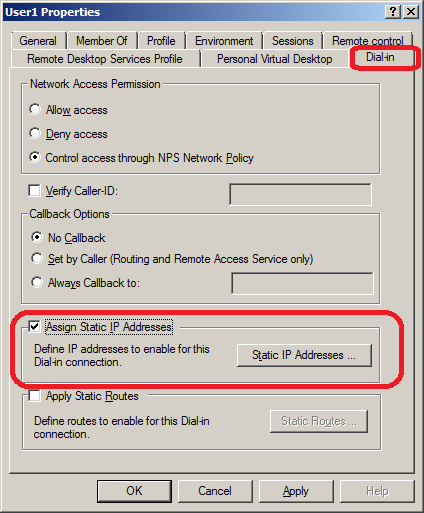 User1 Properties
General Member Of Profile Environment Sessions Remote control
Remote Desktop Services Profile Personal Virtual Desktop Dial-in
Network Access Permission
Allow access
Deny access
Control access through NPS Network Policy
Verify Caller-ID:
Callback Options
No Callback
Set by Caller (Routing and Remote Access Service only)
Always Callback to:
Assign Static IP Addresses
Define IP addresses to enable for this
Dial-in connection.
Static IP Addresses ...
Apply Static Routes
Define routes to enable for this Dial-in
connection.
Static Routes ...
OK Cancel Apply Help